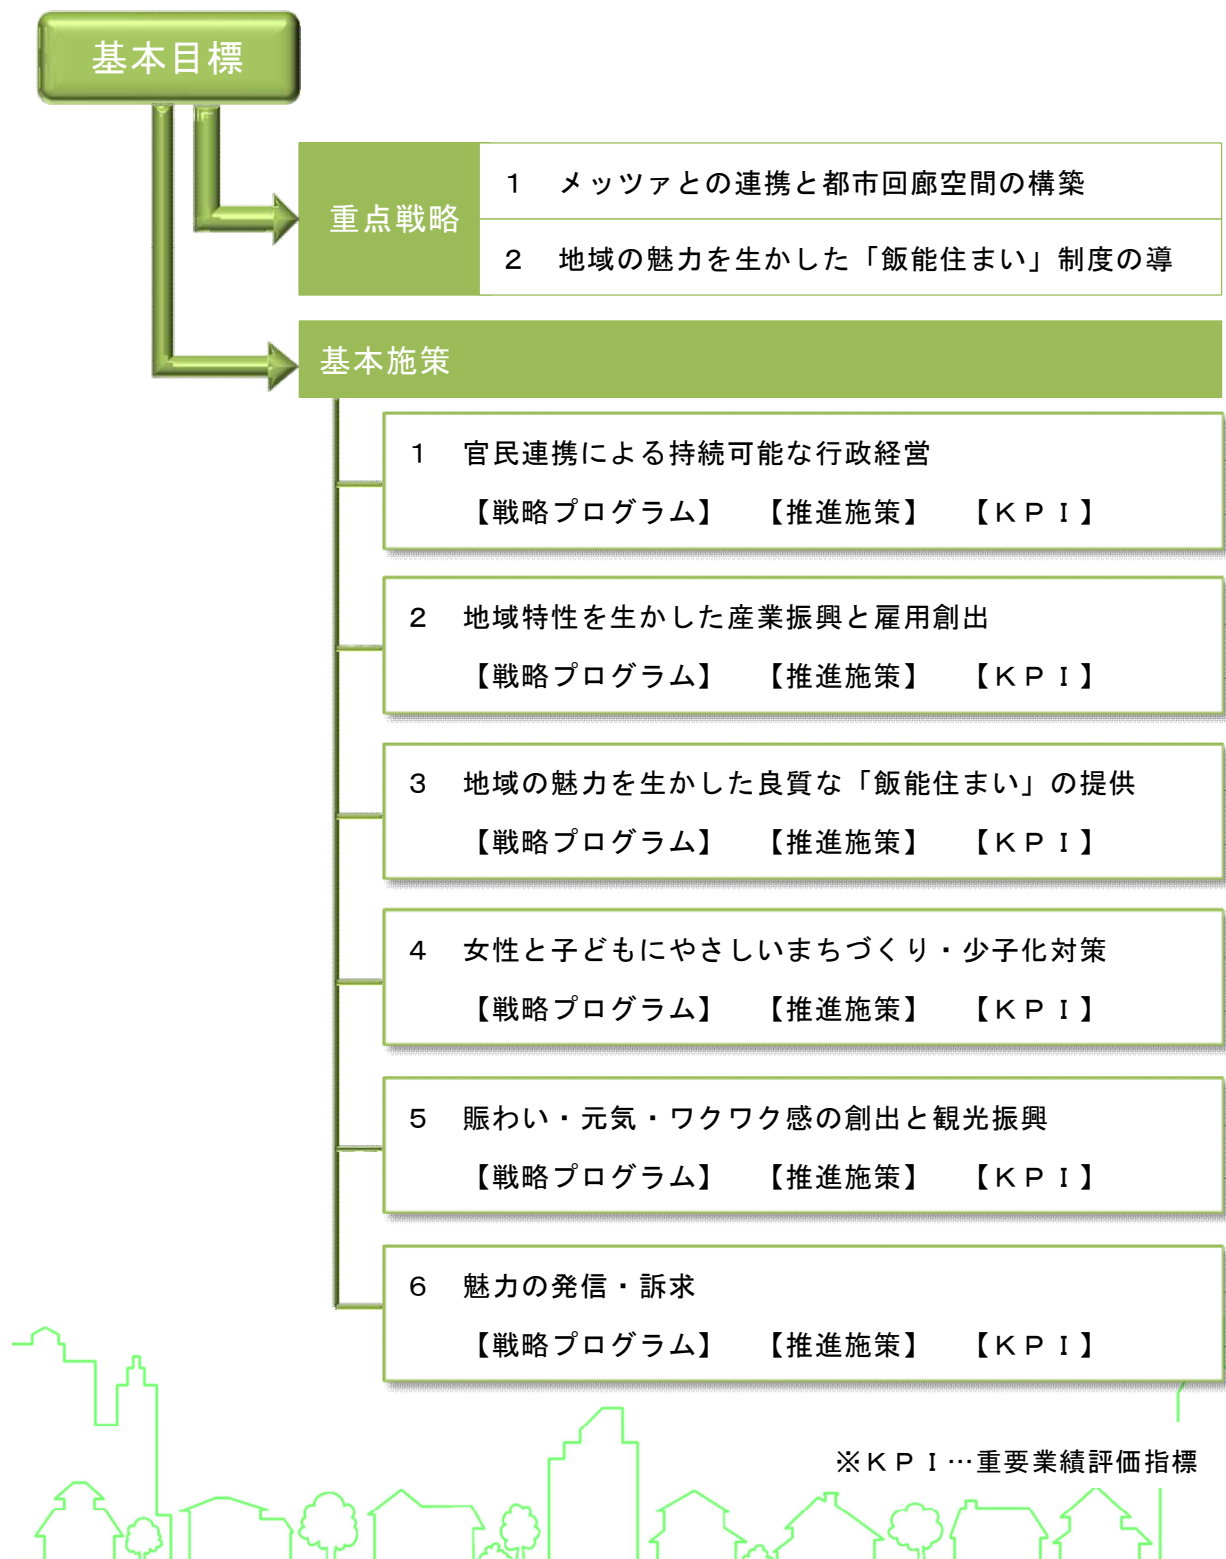 基本目標
重点戦略
１　メッツァとの連携と都市回廊空間の構築
２　地域の魅力を生かした「飯能住まい」制度の導
基本施策
１　官民連携による持続可能な行政経営
【戦略プログラム】　【推進施策】　【ＫＰＩ】
２　地域特性を生かした産業振興と雇用創出
【戦略プログラム】　【推進施策】　【ＫＰＩ】
３　地域の魅力を生かした良質な「飯能住まい」の提供
【戦略プログラム】　【推進施策】　【ＫＰＩ】
４　女性と子どもにやさしいまちづくり・少子化対策
【戦略プログラム】　【推進施策】　【ＫＰＩ】
５　賑わい・元気・ワクワク感の創出と観光振興
【戦略プログラム】　【推進施策】　【ＫＰＩ】
６　魅力の発信・訴求
【戦略プログラム】　【推進施策】　【ＫＰＩ】
※ＫＰＩ…重要業績評価指標